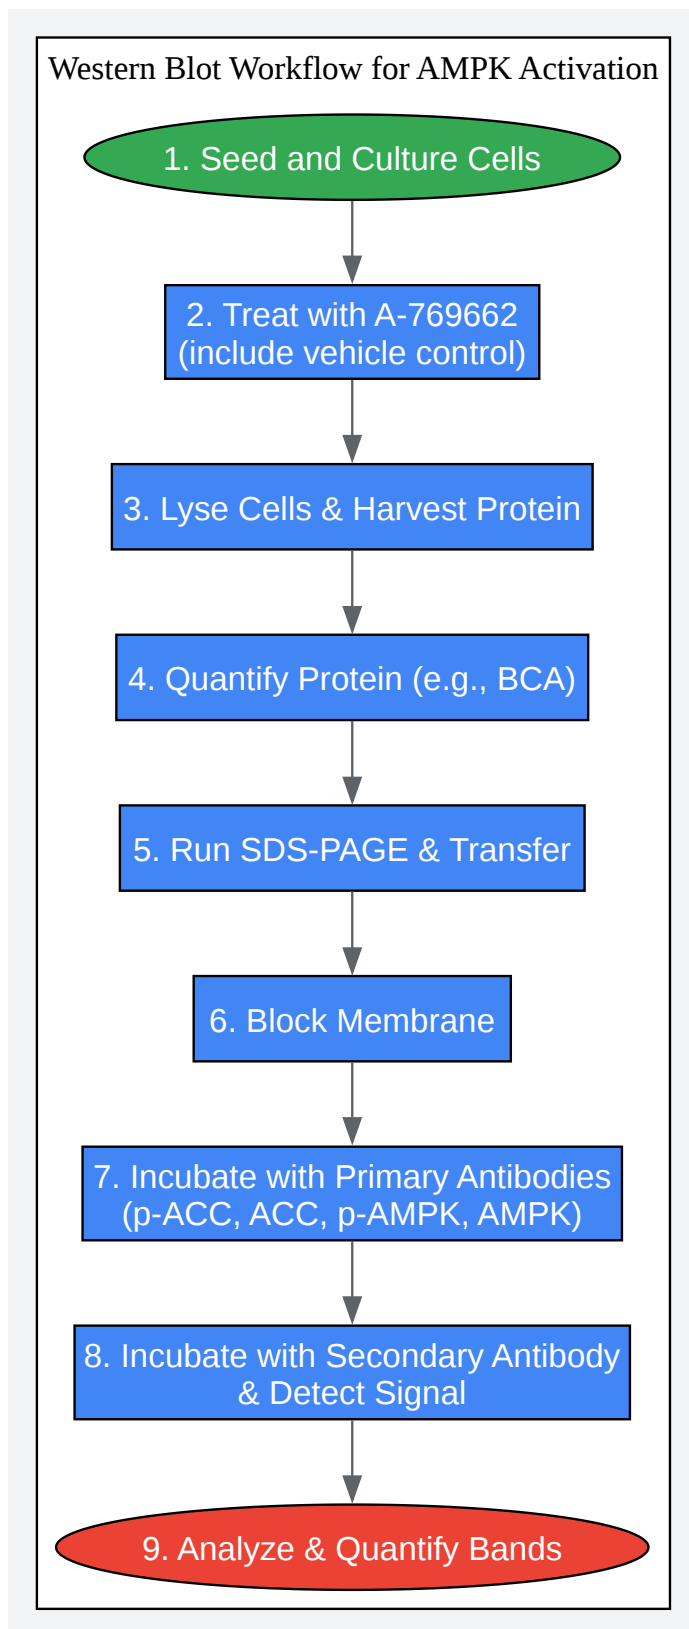 Western Blot Workflow for AMPK Activation
1. Seed and Culture Cells
2. Treat with A-769662
(include vehicle control)
3. Lyse Cells & Harvest Protein
4. Quantify Protein (e.g., BCA)
5. Run SDS-PAGE & Transfer
6. Block Membrane
7. Incubate with Primary Antibodies
(p-ACC, ACC, p-AMPK, AMPK)
8. Incubate with Secondary Antibody
& Detect Signal
9. Analyze & Quantify Bands